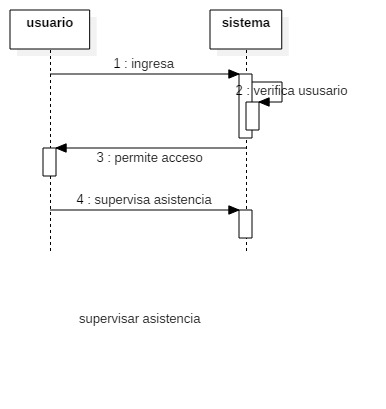 usuario
sistema
1 : ingresa
2 : verifica ususario
3 : permite acceso
4 : supervisa asistencia
supervisar asistencia